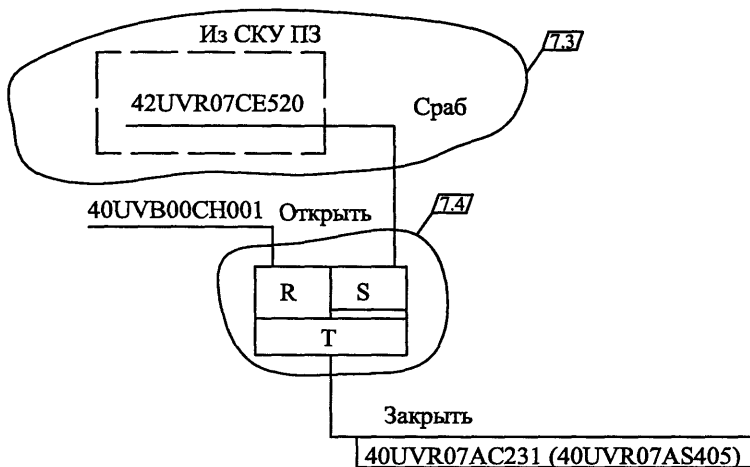 Из СКУ ПЗ
7.3
42UVR07CE520
Сраб
40UVB00CH001
Открыть
7.4
R
S
T
Закрыть
40UVR07AC231 (40UVR07AS405)